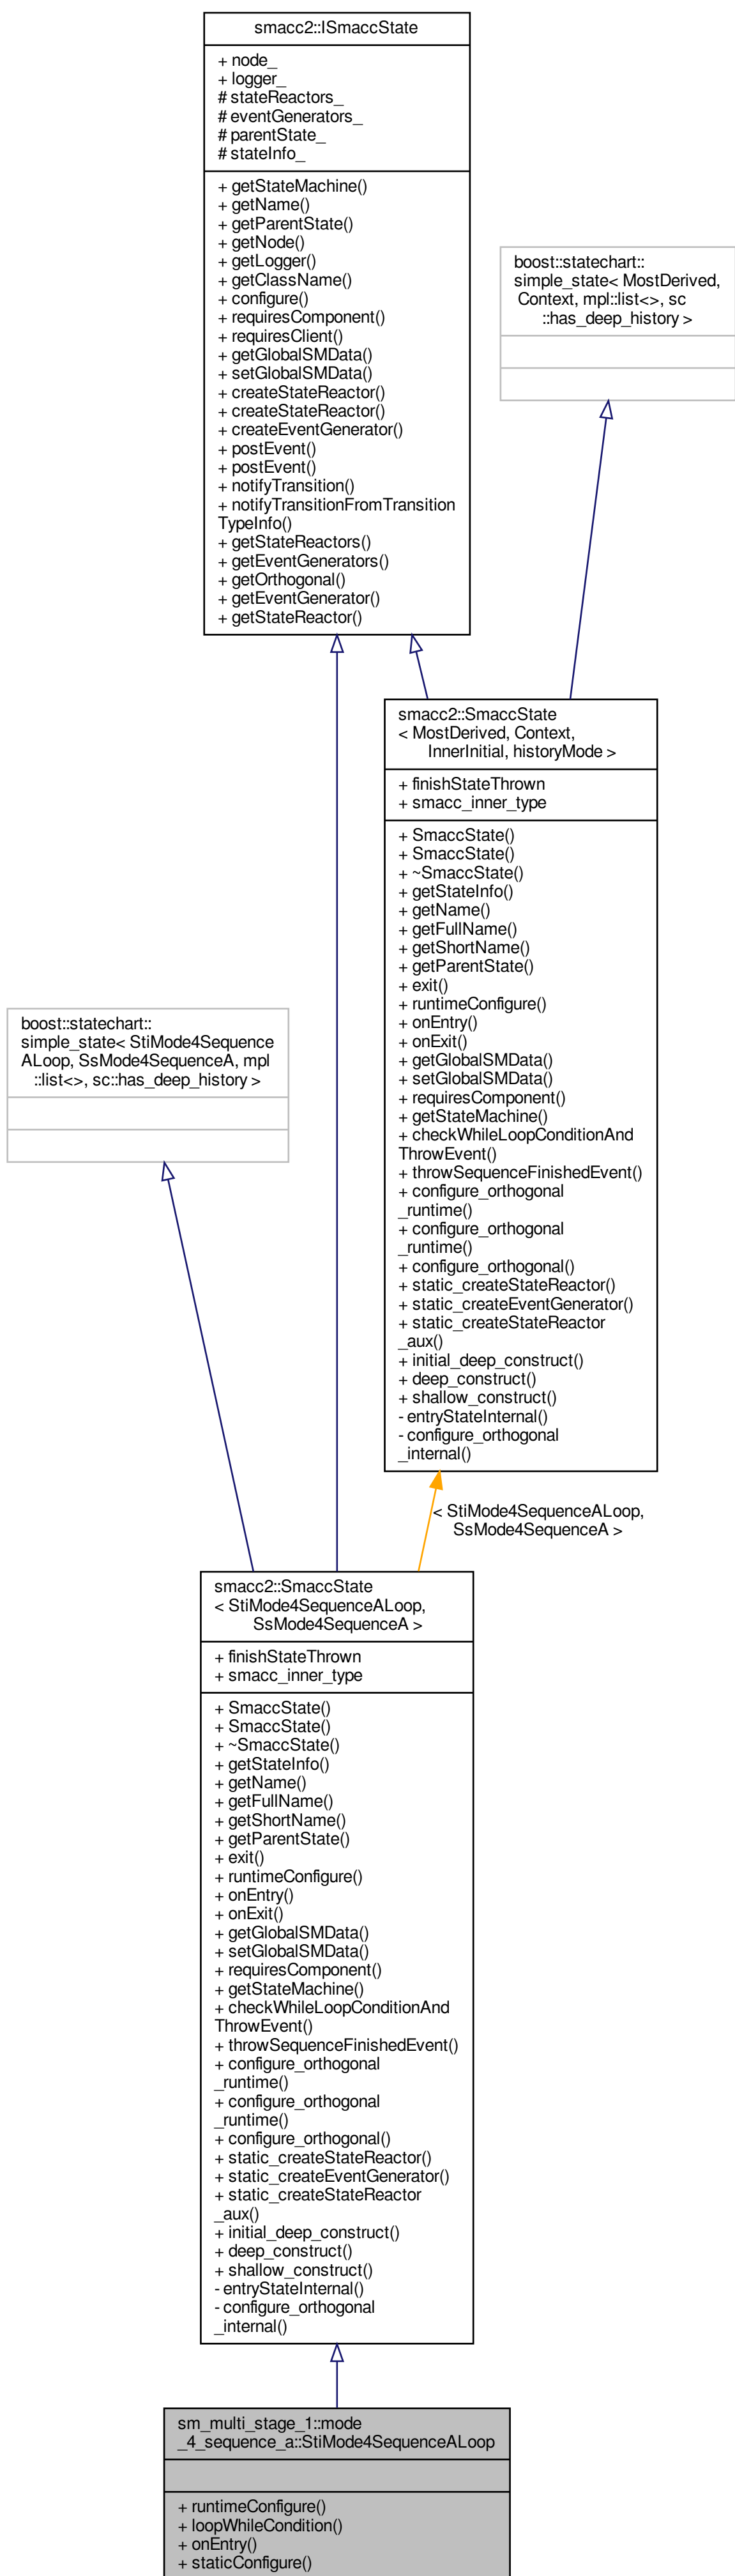 smacc2::ISmaccState
+ node_
+ logger_
# stateReactors_
# eventGenerators_
# parentState_
# stateInfo_
+ getStateMachine()
+ getName()
+ getParentState()
+ getNode()
+ getLogger()
+ getClassName()
+ configure()
+ requiresComponent()
+ requiresClient()
+ getGlobalSMData()
+ setGlobalSMData()
+ createStateReactor()
+ createStateReactor()
+ createEventGenerator()
+ postEvent()
+ postEvent()
+ notifyTransition()
+ notifyTransitionFromTransition
TypeInfo()
+ getStateReactors()
+ getEventGenerators()
+ getOrthogonal()
+ getEventGenerator()
+ getStateReactor()
boost::statechart::
simple_state< MostDerived,
Context, mpl::list<>, sc
::has_deep_history >
smacc2::SmaccState
< MostDerived, Context,
InnerInitial, historyMode >
+ finishStateThrown
+ smacc_inner_type
+ SmaccState()
+ SmaccState()
+ ~SmaccState()
+ getStateInfo()
+ getName()
+ getFullName()
+ getShortName()
+ getParentState()
+ exit()
+ runtimeConfigure()
+ onEntry()
+ onExit()
+ getGlobalSMData()
+ setGlobalSMData()
+ requiresComponent()
+ getStateMachine()
+ checkWhileLoopConditionAnd
ThrowEvent()
+ throwSequenceFinishedEvent()
+ configure_orthogonal
_runtime()
+ configure_orthogonal
_runtime()
+ configure_orthogonal()
+ static_createStateReactor()
+ static_createEventGenerator()
+ static_createStateReactor
_aux()
+ initial_deep_construct()
+ deep_construct()
+ shallow_construct()
- entryStateInternal()
- configure_orthogonal
_internal()
boost::statechart::
simple_state< StiMode4Sequence
ALoop, SsMode4SequenceA, mpl
::list<>, sc::has_deep_history >
< StiMode4SequenceALoop,
SsMode4SequenceA >
smacc2::SmaccState
< StiMode4SequenceALoop,
SsMode4SequenceA >
+ finishStateThrown
+ smacc_inner_type
+ SmaccState()
+ SmaccState()
+ ~SmaccState()
+ getStateInfo()
+ getName()
+ getFullName()
+ getShortName()
+ getParentState()
+ exit()
+ runtimeConfigure()
+ onEntry()
+ onExit()
+ getGlobalSMData()
+ setGlobalSMData()
+ requiresComponent()
+ getStateMachine()
+ checkWhileLoopConditionAnd
ThrowEvent()
+ throwSequenceFinishedEvent()
+ configure_orthogonal
_runtime()
+ configure_orthogonal
_runtime()
+ configure_orthogonal()
+ static_createStateReactor()
+ static_createEventGenerator()
+ static_createStateReactor
_aux()
+ initial_deep_construct()
+ deep_construct()
+ shallow_construct()
- entryStateInternal()
- configure_orthogonal
_internal()
sm_multi_stage_1::mode
_4_sequence_a::StiMode4SequenceALoop
+ runtimeConfigure()
+ loopWhileCondition()
+ onEntry()
+ staticConfigure()